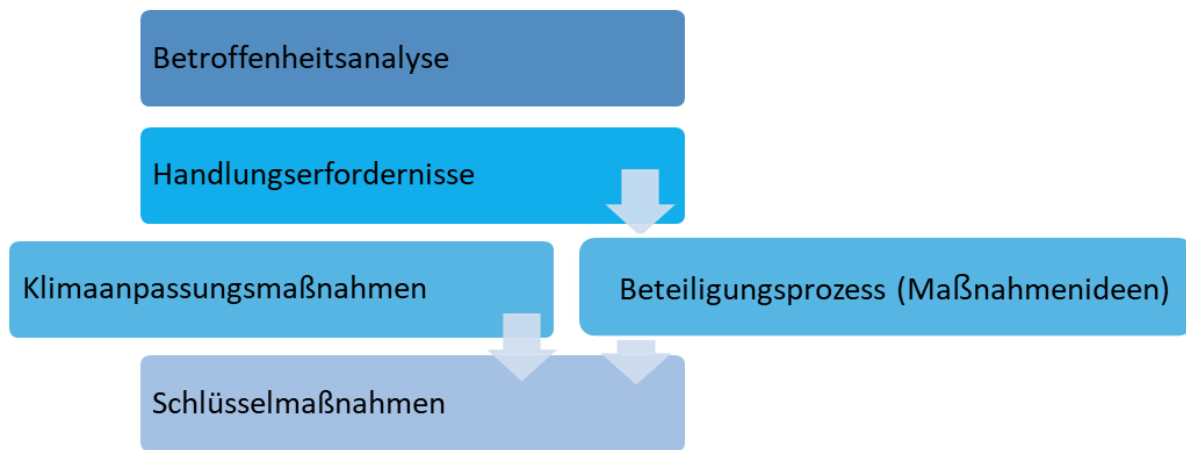 Betroffenheitsanalyse
Handlungserfordernisse
Klimaanpassungsmaßnahmen
Beteiligungsprozess (Maßnahmenideen)
Schlüsselmaßnahmen